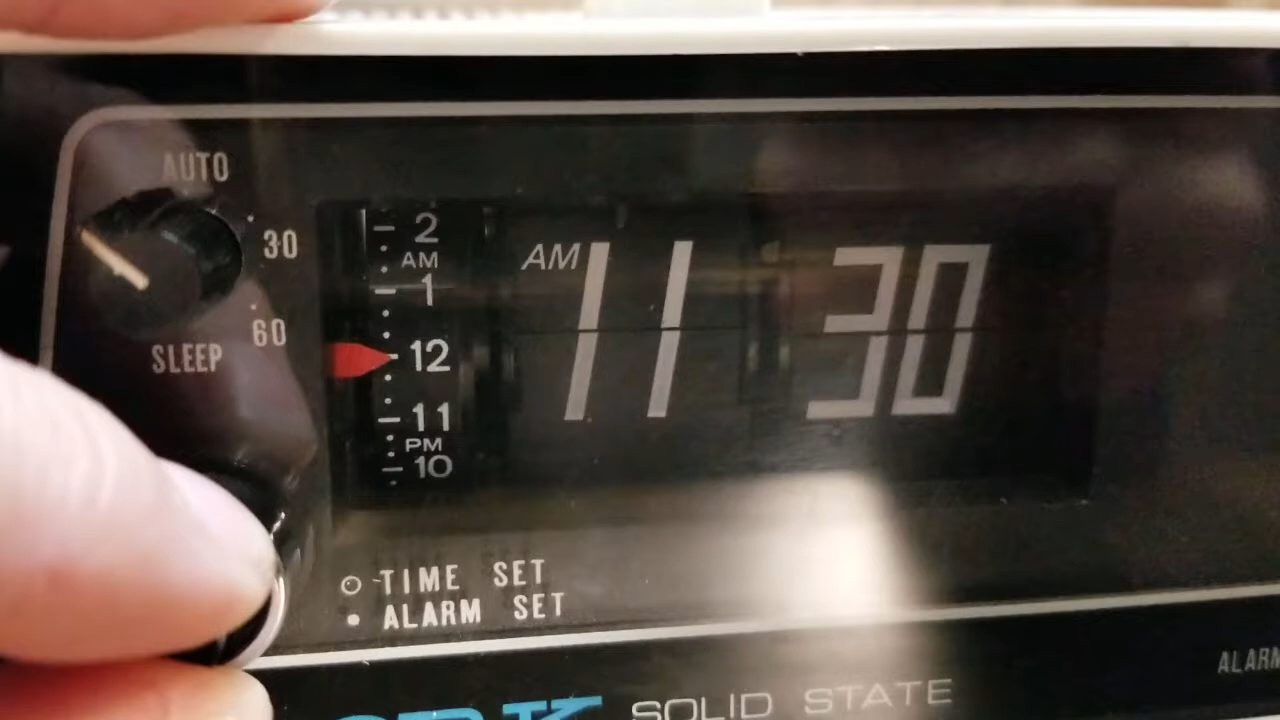 AUTO
30
60
SLEEP
2
AM
1
12
11
PM
10
AM 11 30
TIME SET
ALARM SET
ALARM
SOLID STATE